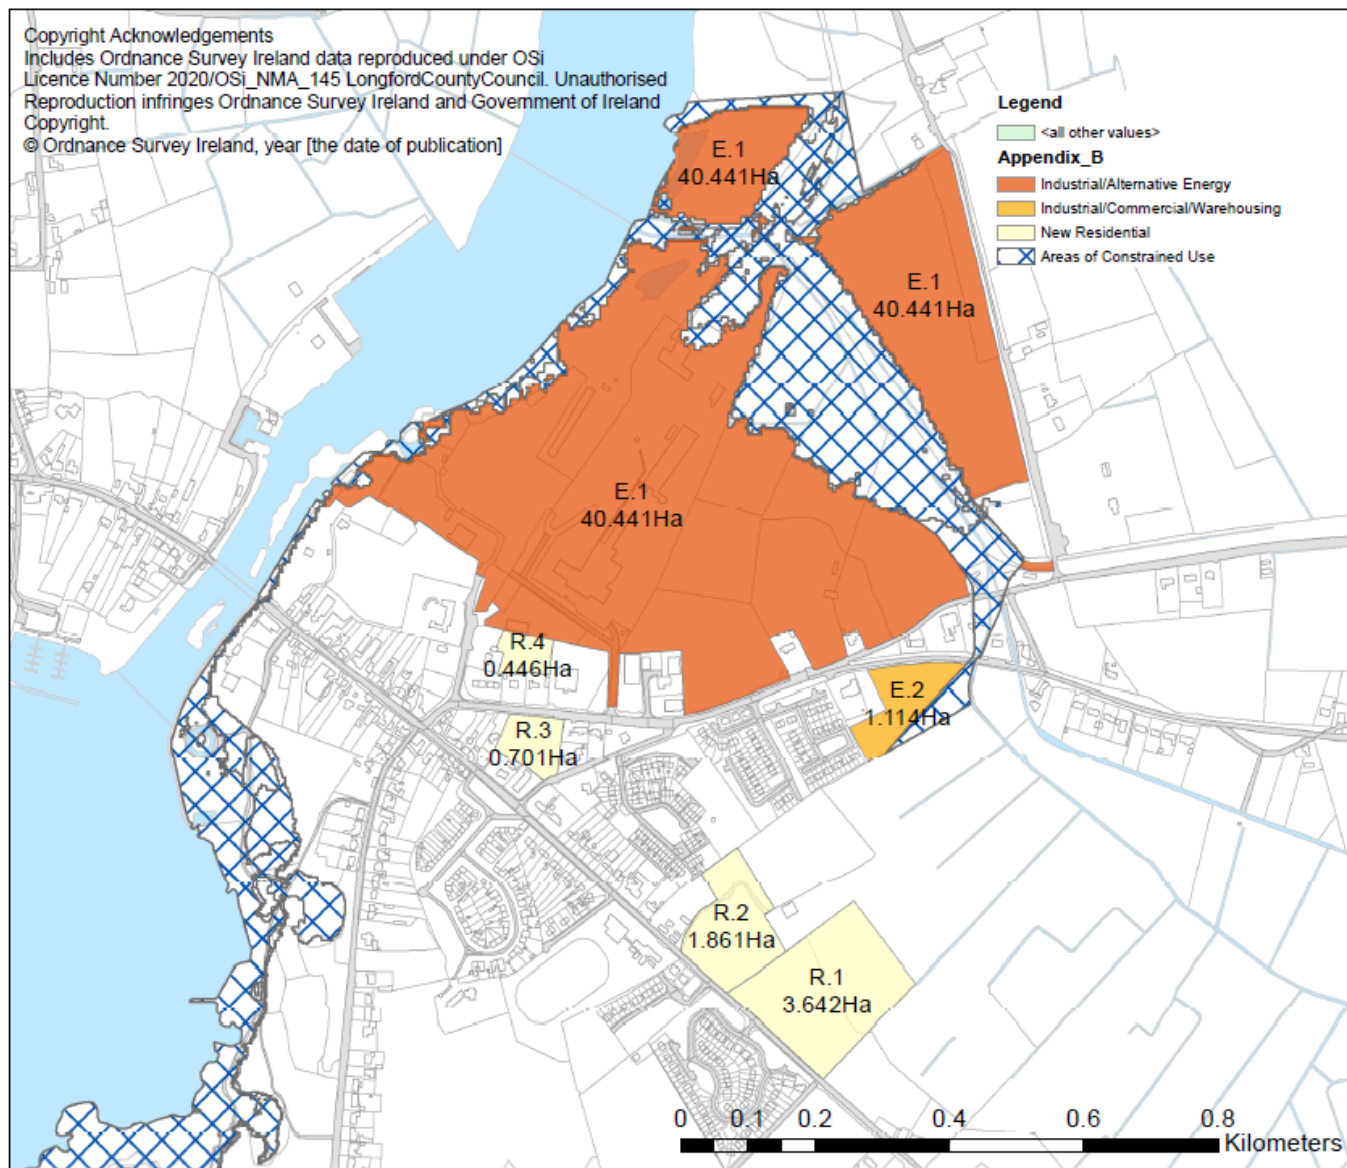 Copyright Acknowledgements
Includes Ordnance Survey Ireland data reproduced under OSi
Licence Number 2020/OSi_NMA_145 LongfordCountyCouncil. Unauthorised
Reproduction infringes Ordnance Survey Ireland and Government of Ireland
Copyright.
© Ordnance Survey Ireland, year [the date of publication]
Legend
<all other values>
Appendix_B
Industrial/Alternative Energy
Industrial/Commercial/Warehousing
New Residential
Areas of Constrained Use
E.1
40.441Ha
E.1
40.441Ha
E.1
40.441Ha
R.4
0.446Ha
E.2
1.114Ha
R.3
0.701Ha
R.2
1.861Ha
R.1
3.642Ha
0 0.1 0.2 0.4 0.6 0.8
Kilometers